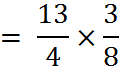 = 13/4 × 3/8